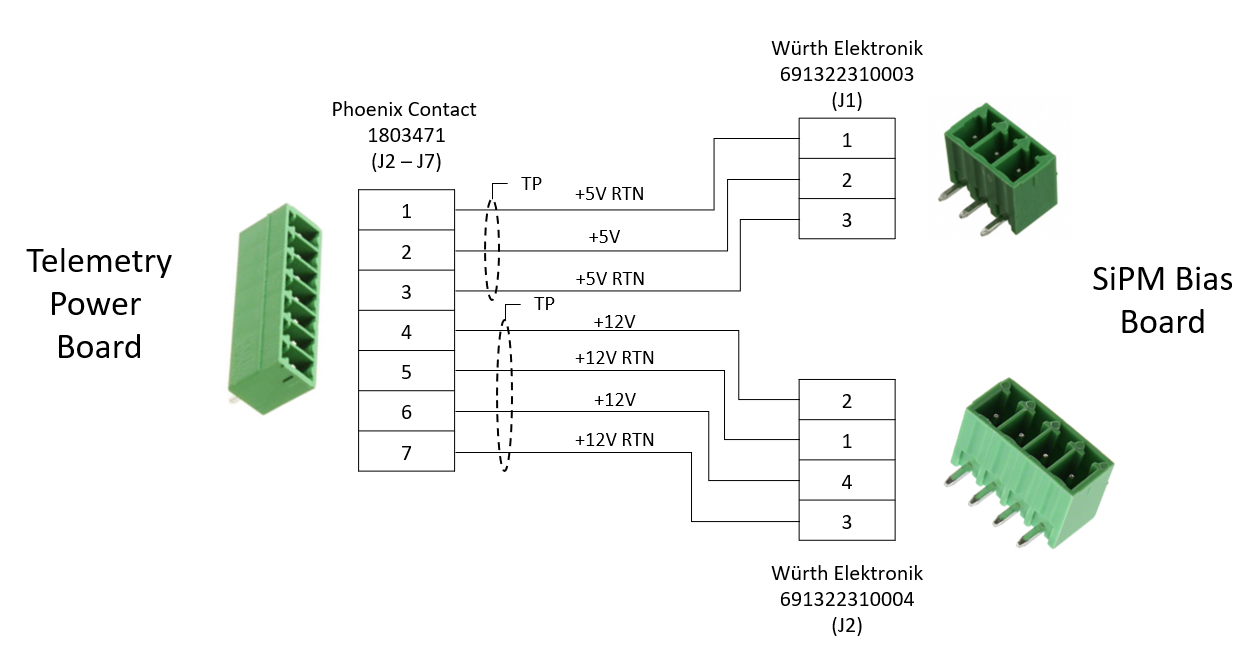 Würth Elektronik
691322310003
(J1)
Phoenix Contact
1803471
(J2 – J7)
Telemetry
Power
Board
1
2
3
4
5
6
7
TP
+5V RTN
+5V
+5V RTN
TP
+12V
+12V RTN
+12V
+12V RTN
1
2
3
2
1
4
3
SiPM Bias
Board
Würth Elektronik
691322310004
(J2)